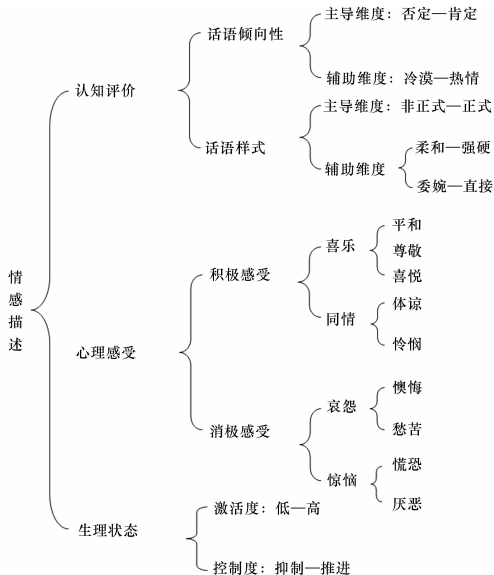 主导维度：否定—肯定
话语倾向性
辅助维度：冷漠—热情
认知评价
主导维度：非正式—正式
话语样式
柔和—强硬
辅助维度
委婉—直接
平和
喜乐
尊敬
积极感受
喜悦
情感描述
体谅
同情
怜悯
心理感受
懊悔
哀怨
愁苦
消极感受
慌恐
惊恼
厌恶
激活度：低—高
生理状态
控制度：抑制—推进